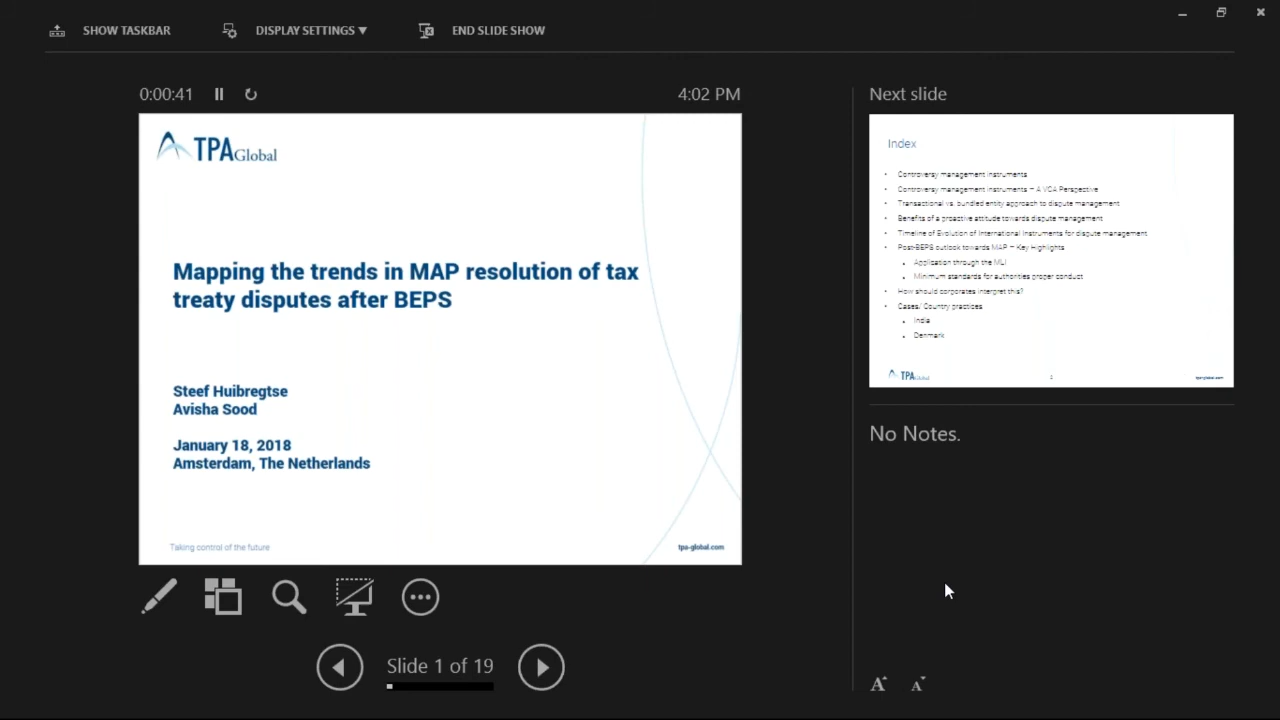 SHOW TASKBAR
DISPLAY SETTINGS ▼
END SLIDE SHOW
0:00:41
4:02 PM
TPAGlobal
Mapping the trends in MAP resolution of tax
treaty disputes after BEPS
Steef Huibregtse
Avisha Sood
January 18, 2018
Amsterdam, The Netherlands
Taking control of the future
tpa-global.com
Slide 1 of 19
Next slide
Index
• Controversy management instruments
• Controversy management instruments – A VCA Perspective
• Transactional vs. bundled entity approach to dispute management
• Benefits of a proactive attitude towards dispute management
• Timeline of Evolution of International Instruments for dispute management
• Post-BEPS outlook towards MAP – Key Highlights
• Application through the MLI
• Minimum standards for authorities proper conduct
• How should corporates interpret this?
• Cases/ Country practices
• India
• Denmark
TPAGlobal
2
tpa-global.com
No Notes.
A A